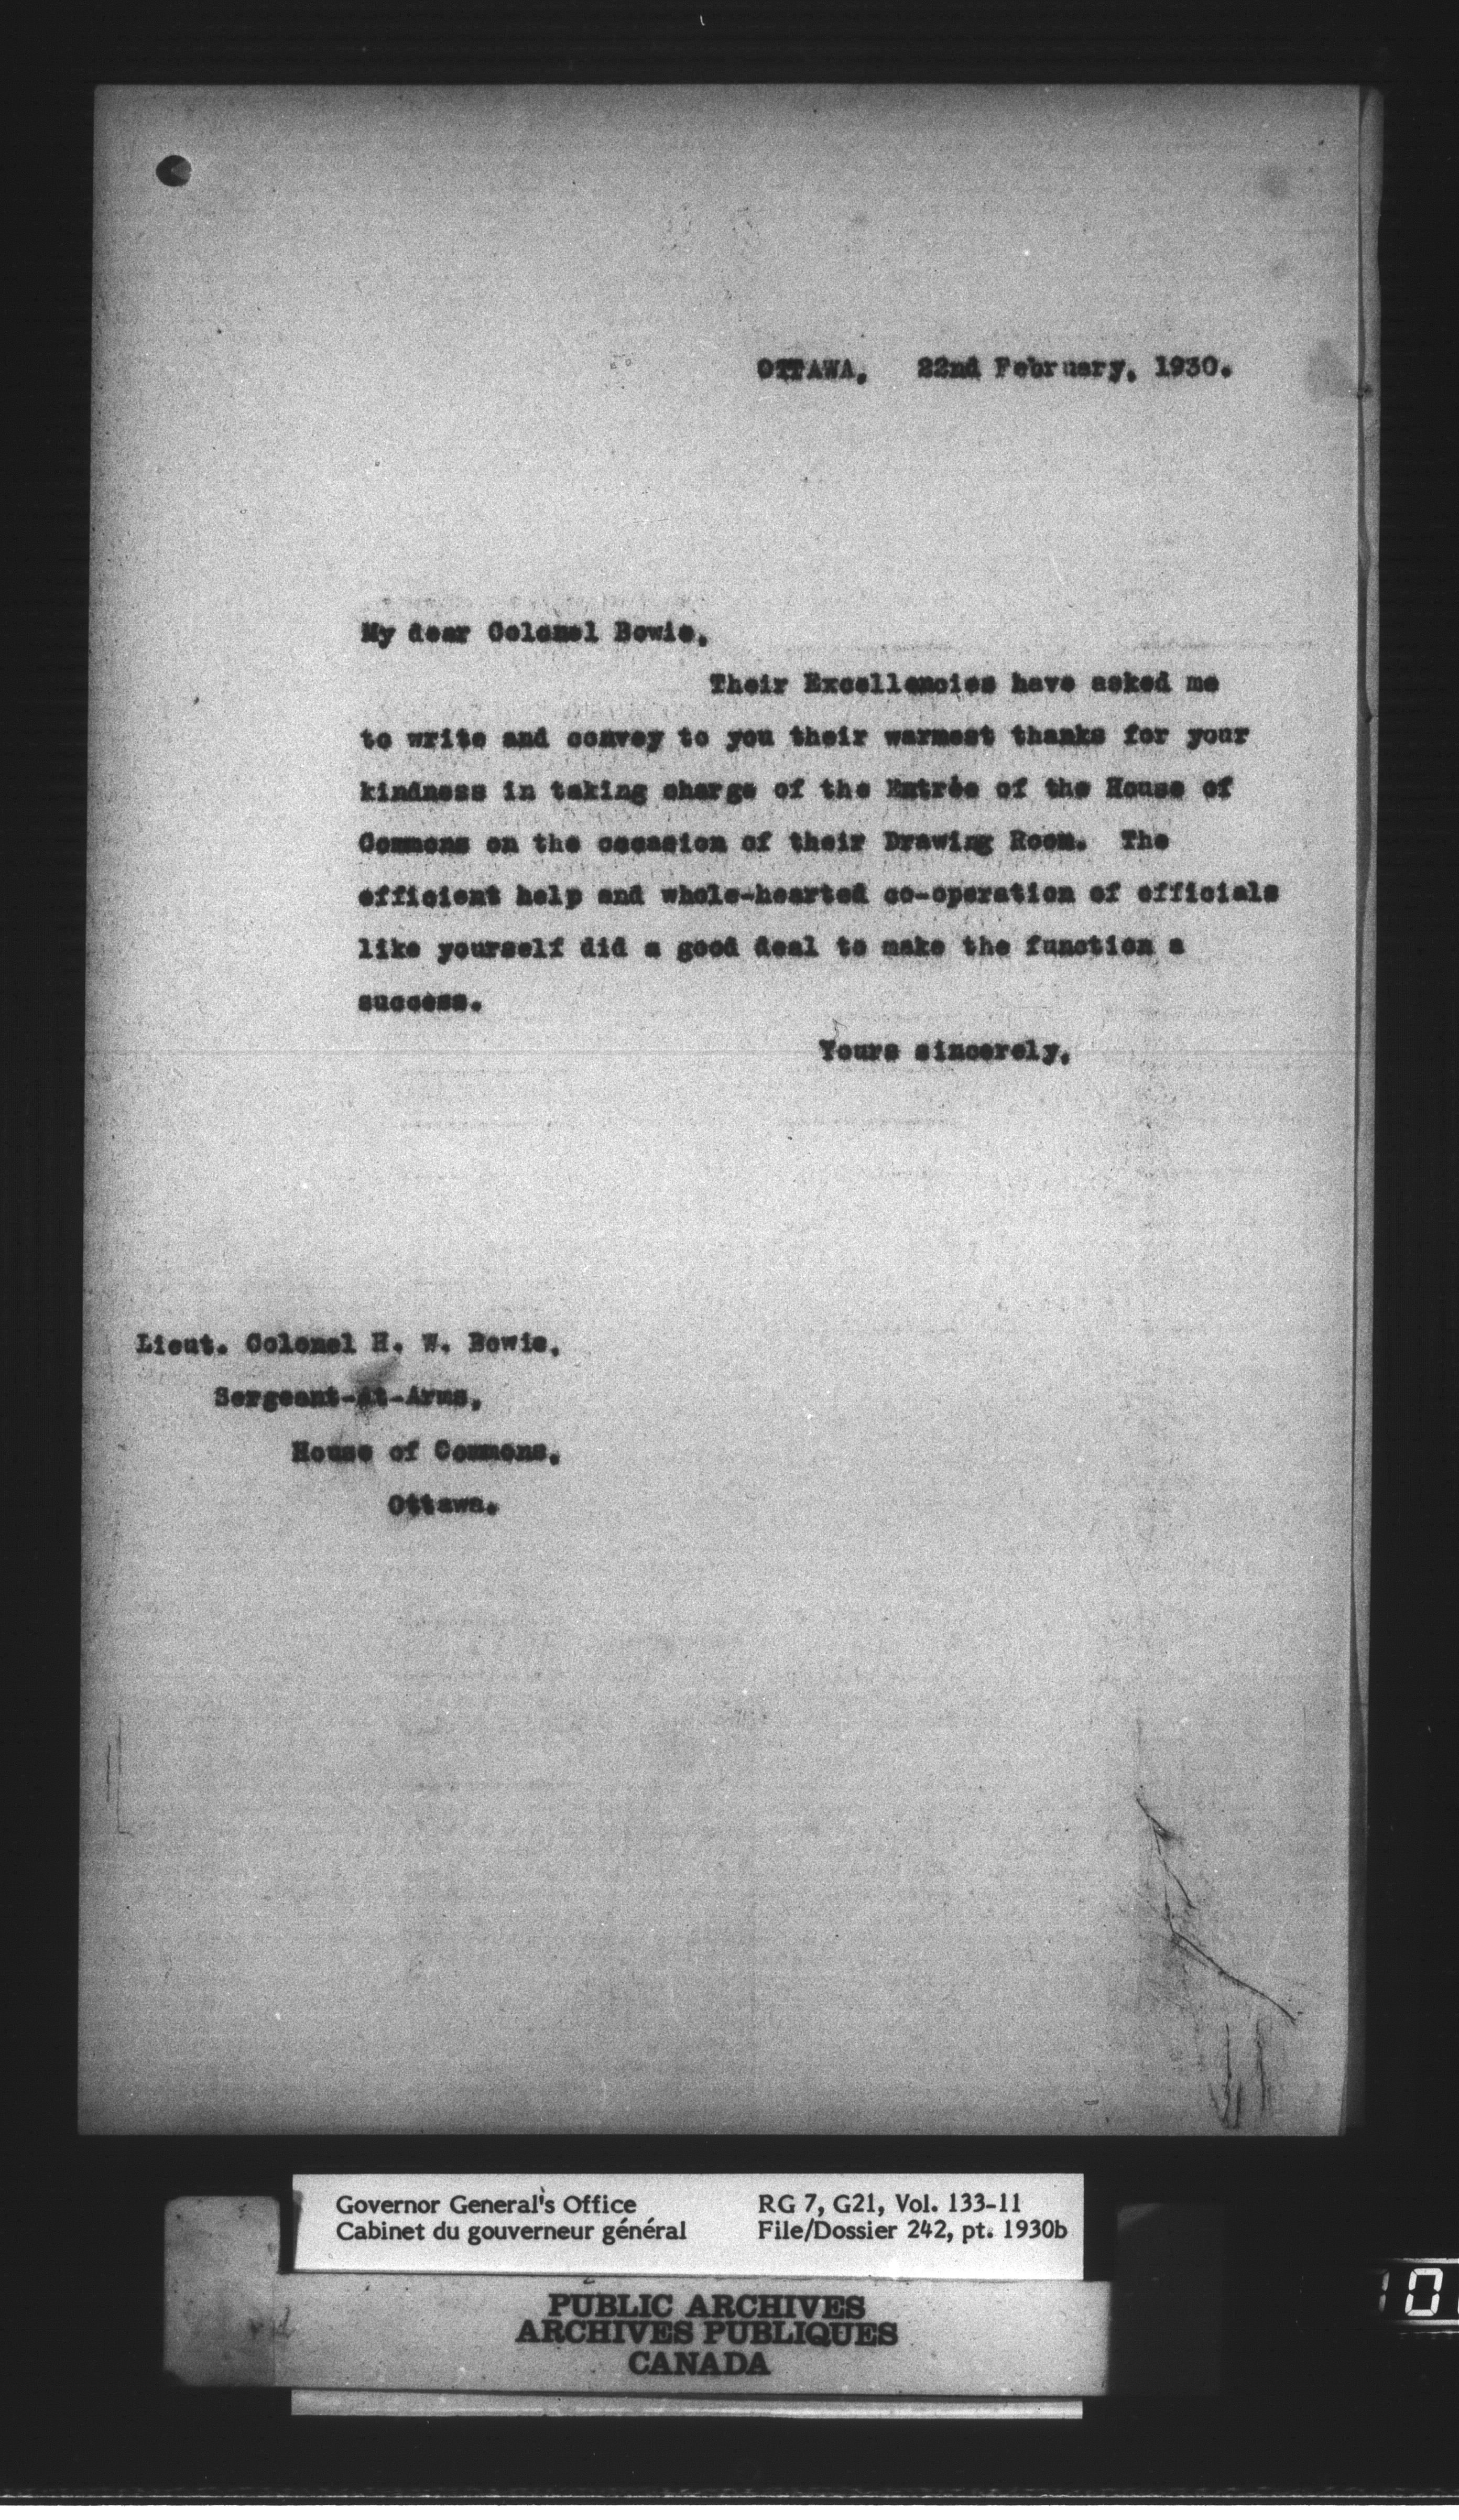 OTTAWA, 22nd February, 1930.
My dear Colonel Bowie,
Their Excellencies have asked me
to write and convey to you their warmest thanks for your
kindness in taking charge of the Entrée of the House of
Commons on the occasion of their Drawing Room. The
efficient help and whole-hearted co-operation of officials
like yourself did a good deal to make the function a
success.
Yours sincerely,
Lieut. Colonel H. W. Bowie,
Sergeant-at-Arms,
House of Commons,
Ottawa.
Governor General's Office RG 7, G21, Vol. 133-11
Cabinet du gouverneur général File/Dossier 242, pt. 1930b
PUBLIC ARCHIVES
ARCHIVES PUBLIQUES
CANADA